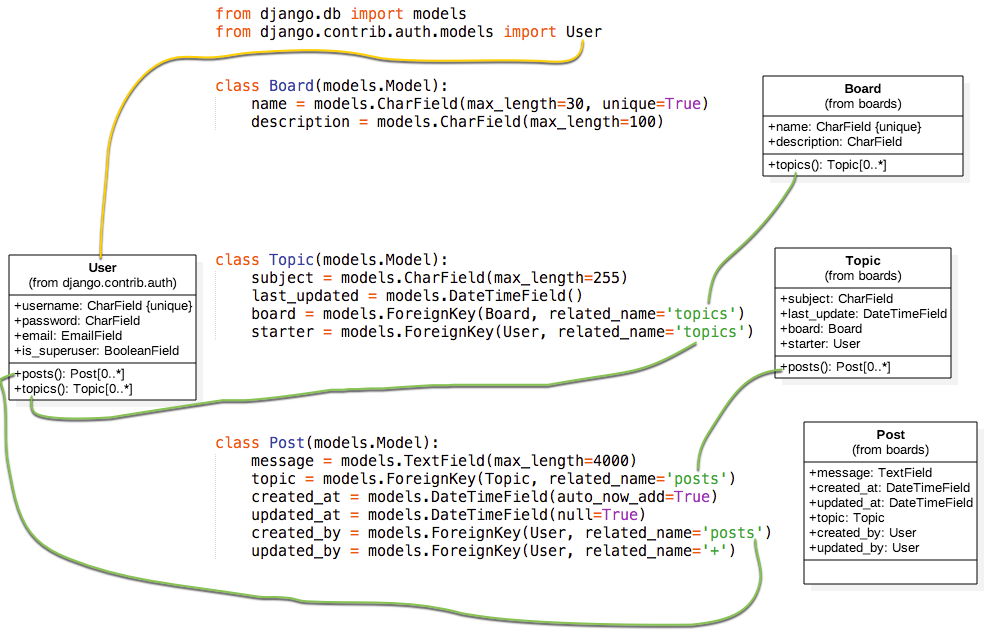 from django.db import models
from django.contrib.auth.models import User
class Board(models.Model):
name = models.CharField(max_length=30, unique=True)
description = models.CharField(max_length=100)
Board
(from boards)
+name: CharField {unique}
+description: CharField
+topics(): Topic[0..*]
User
(from django.contrib.auth)
+username: CharField {unique}
+password: CharField
+email: EmailField
+is_superuser: BooleanField
+posts(): Post[0..*]
+topics(): Topic[0..*]
class Topic(models.Model):
subject = models.CharField(max_length=255)
last_updated = models.DateTimeField()
board = models.ForeignKey(Board, related_name='topics')
starter = models.ForeignKey(User, related_name='topics')
Topic
(from boards)
+subject: CharField
+last_update: DateTimeField
+board: Board
+starter: User
+posts(): Post[0..*]
class Post(models.Model):
message = models.TextField(max_length=4000)
topic = models.ForeignKey(Topic, related_name='posts')
created_at = models.DateTimeField(auto_now_add=True)
updated_at = models.DateTimeField(null=True)
created_by = models.ForeignKey(User, related_name='posts')
updated_by = models.ForeignKey(User, related_name='+')
Post
(from boards)
+message: TextField
+created_at: DateTimeField
+updated_at: DateTimeField
+topic: Topic
+created_by: User
+updated_by: User